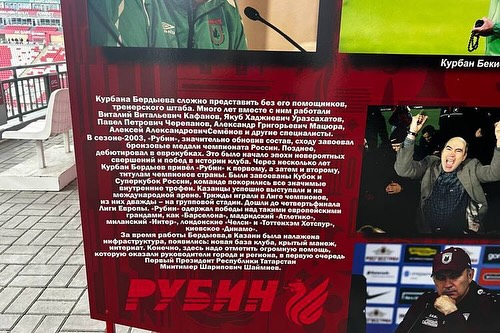 Курбан Беки
Курбана Бердыева сложно представить без его помощников,
тренерского штаба. Много лет вместе с ним работали
Виталий Витальевич Кафанов, Якуб Хаджиевич Уразсахатов,
Павел Петрович Черепанов, Александр Григорьевич Мацюра,
Алексей АлександровичСемёнов и другие специалисты.
В сезоне-2003, «Рубин», значительно обновив состав, сходу завоевал
бронзовые медали чемпионата России. Позднее,
дебютировал в еврокубках. Это было начало эпохи невероятных
свершений и побед в истории клуба. Через несколько лет
Курбан Бердыев привёл «Рубин» к первому, а затем и второму,
титулам чемпионов страны. Были завоёваны Кубок и
Суперкубок России, команде покорились все значимые
внутренние трофеи. Казанцы успешно выступали и на
международной арене. Трижды играли в Лиге чемпионов,
из них дважды – на групповой стадии. Дошли до четвертьфинала
Лиги Европы. «Рубин» одержал победы над такими европейскими
грандами, как «Барселона», мадридский «Атлетико»,
миланский «Интер», лондонские «Челси» и «Тоттенхэм Хотспур»,
киевское «Динамо».
За время работы Бердыева,в Казани была налажена
инфраструктура, появились: новая база клуба, крытый манеж,
интернат. Конечно, здесь надо отметить огромную помощь,
которую оказали руководители города и региона, в первую очередь
Первый Президент Республики Татарстан
Минтимер Шарипович Шаймиев.
РУБИН